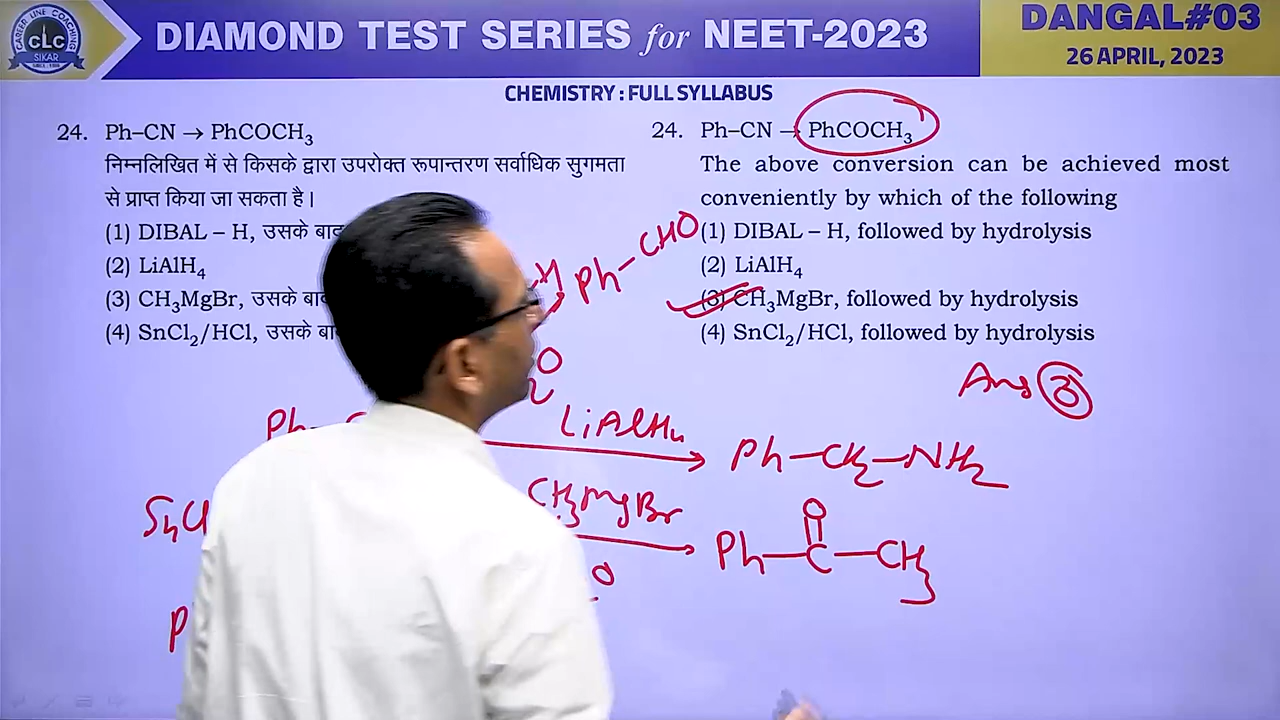 CAREER LINE COACHING
CLC
SIKAR
DIAMOND TEST SERIES for NEET-2023
DANGAL#03
26 APRIL, 2023
CHEMISTRY : FULL SYLLABUS
24. Ph–CN → PhCOCH₃
निम्नलिखित में से किसके द्वारा उपरोक्त रूपान्तरण सर्वाधिक सुगमता
से प्राप्त किया जा सकता है।
(1) DIBAL – H, उसके
(2) LiAlH₄
(3) CH₃MgBr, उसके
(4) SnCl₂/HCl, उसके
24. Ph–CN → PhCOCH₃
The above conversion can be achieved most
conveniently by which of the following
(1) DIBAL – H, followed by hydrolysis
(2) LiAlH₄
(3) CH₃MgBr, followed by hydrolysis
(4) SnCl₂/HCl, followed by hydrolysis
Ans ③
Ph–CHO
Ph–
LiAlH₄
Ph–CH₂–NH₂
CH₃MgBr
O
Ph–C–CH₃